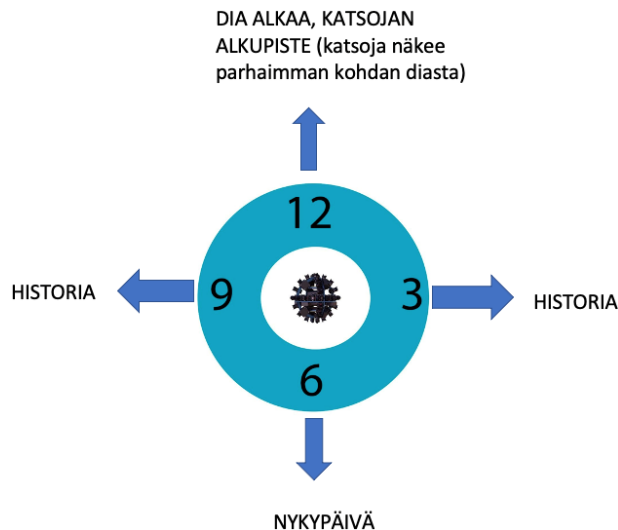 DIA ALKAA, KATSOJAN
ALKUPISTE (katsoja näkee
parhaimman kohdan diasta)
12
HISTORIA
9
3
HISTORIA
6
NYKYPÄIVÄ